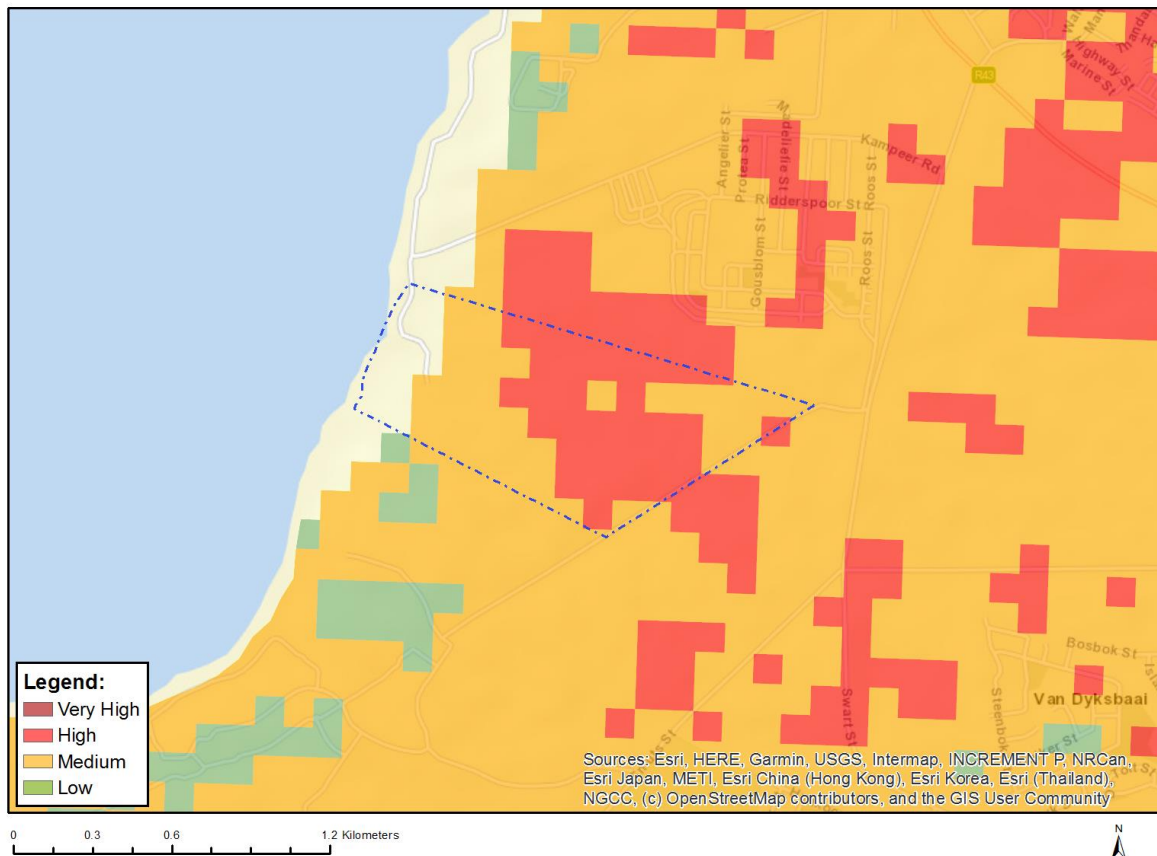 R43
Highway St
Marine St
Kampeer Rd
Angelier St
Protea St
Roos St
Ridderspoor St
Gousblom St
Roos St
Bosbok St
Van Dyksbaai
Swart St
Legend:
Very High
High
Medium
Low
Sources: Esri, HERE, Garmin, USGS, Intermap, INCREMENT P, NRCan,
Esri Japan, METI, Esri China (Hong Kong), Esri Korea, Esri (Thailand),
NGCC, (c) OpenStreetMap contributors, and the GIS User Community
0 0.3 0.6 1.2 Kilometers
N